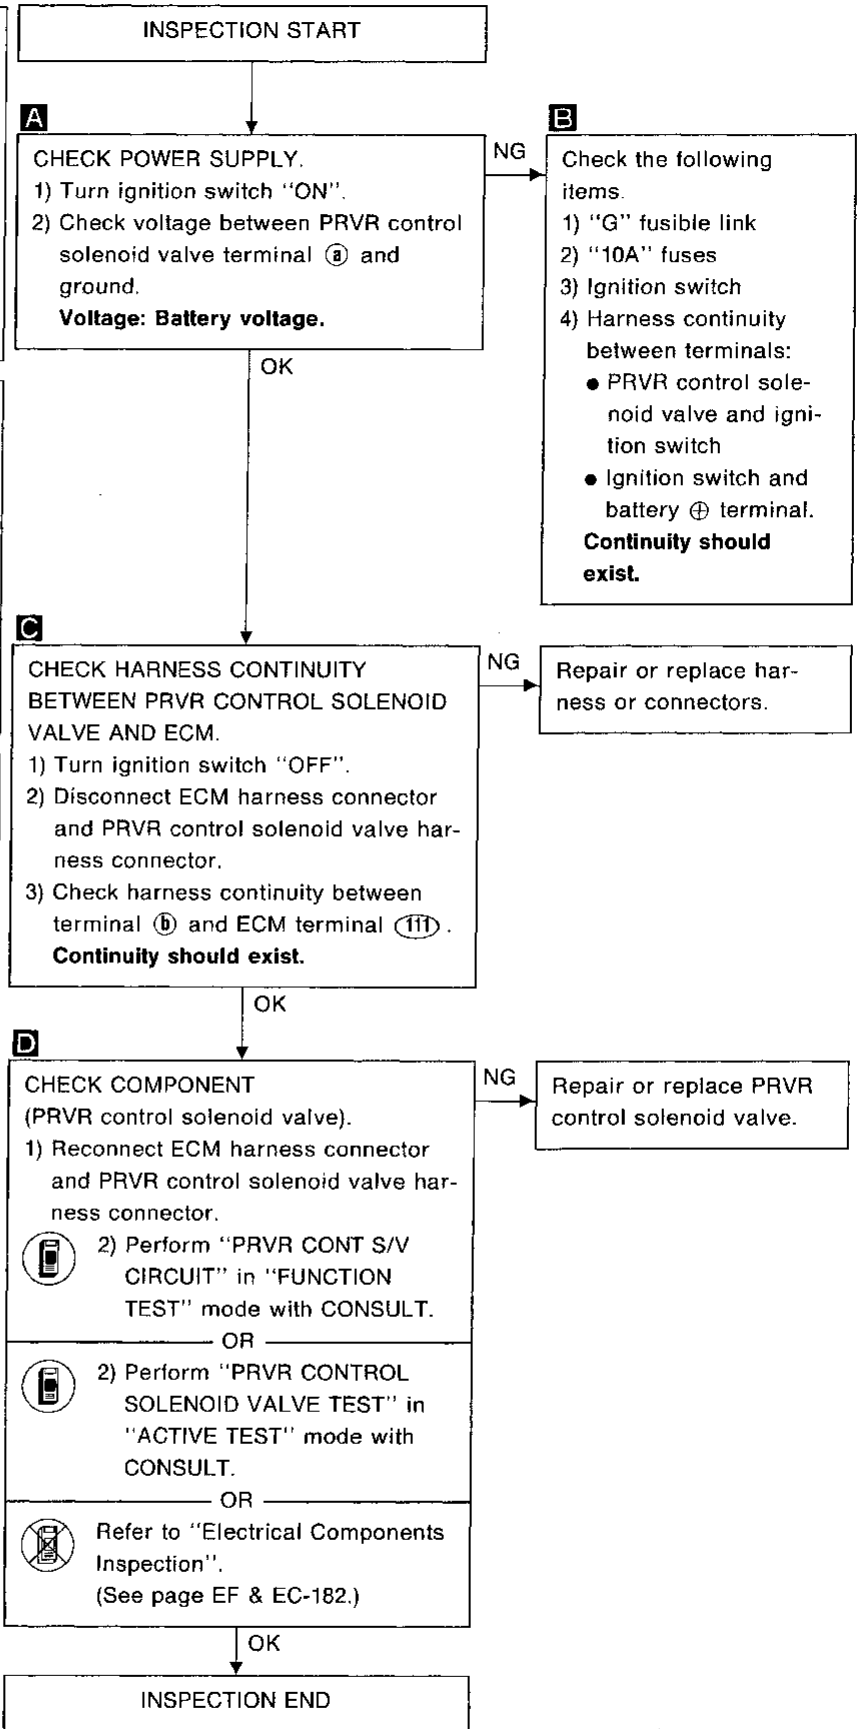 INSPECTION START
A
CHECK POWER SUPPLY.
1) Turn ignition switch "ON".
2) Check voltage between PRVR control
solenoid valve terminal ⓐ and
ground.
Voltage: Battery voltage.
NG
B
Check the following
items.
1) "G" fusible link
2) "10A" fuses
3) Ignition switch
4) Harness continuity
between terminals:
● PRVR control sole-
noid valve and igni-
tion switch
● Ignition switch and
battery ⊕ terminal.
Continuity should
exist.
OK
C
CHECK HARNESS CONTINUITY
BETWEEN PRVR CONTROL SOLENOID
VALVE AND ECM.
1) Turn ignition switch "OFF".
2) Disconnect ECM harness connector
and PRVR control solenoid valve har-
ness connector.
3) Check harness continuity between
terminal ⓑ and ECM terminal (111).
Continuity should exist.
NG
Repair or replace har-
ness or connectors.
OK
D
CHECK COMPONENT
(PRVR control solenoid valve).
1) Reconnect ECM harness connector
and PRVR control solenoid valve har-
ness connector.
2) Perform "PRVR CONT S/V
CIRCUIT" in "FUNCTION
TEST" mode with CONSULT.
OR
2) Perform "PRVR CONTROL
SOLENOID VALVE TEST" in
"ACTIVE TEST" mode with
CONSULT.
OR
Refer to "Electrical Components
Inspection".
(See page EF & EC-182.)
NG
Repair or replace PRVR
control solenoid valve.
OK
INSPECTION END